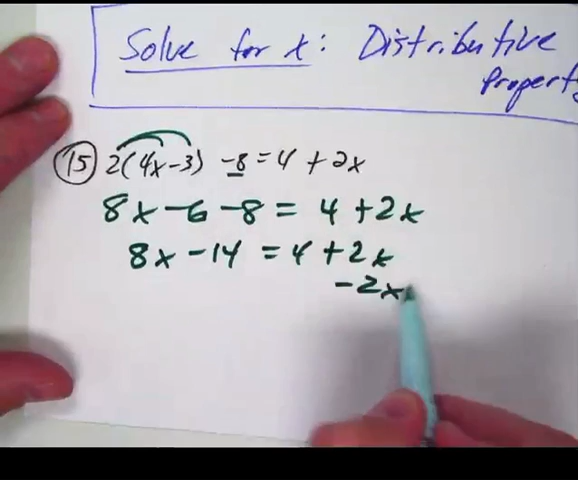 Solve for x: Distributive
Property
15 2(4x-3) -8=4+2x
8x-6-8=4+2x
8x-14=4+2x
-2x